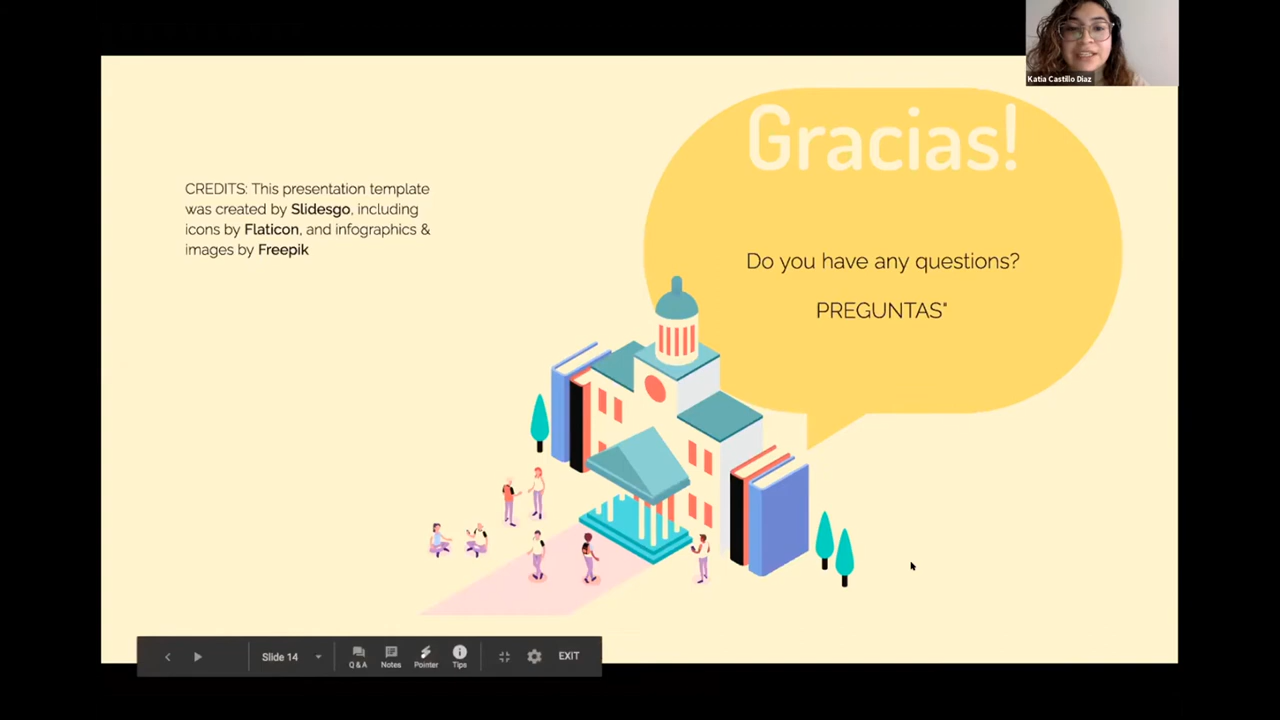 Katia Castillo Diaz
Gracias!
CREDITS: This presentation template
was created by Slidesgo, including
icons by Flaticon, and infographics &
images by Freepik
Do you have any questions?
PREGUNTAS"
Slide 14
Q & A
Notes
Pointer
Tips
EXIT